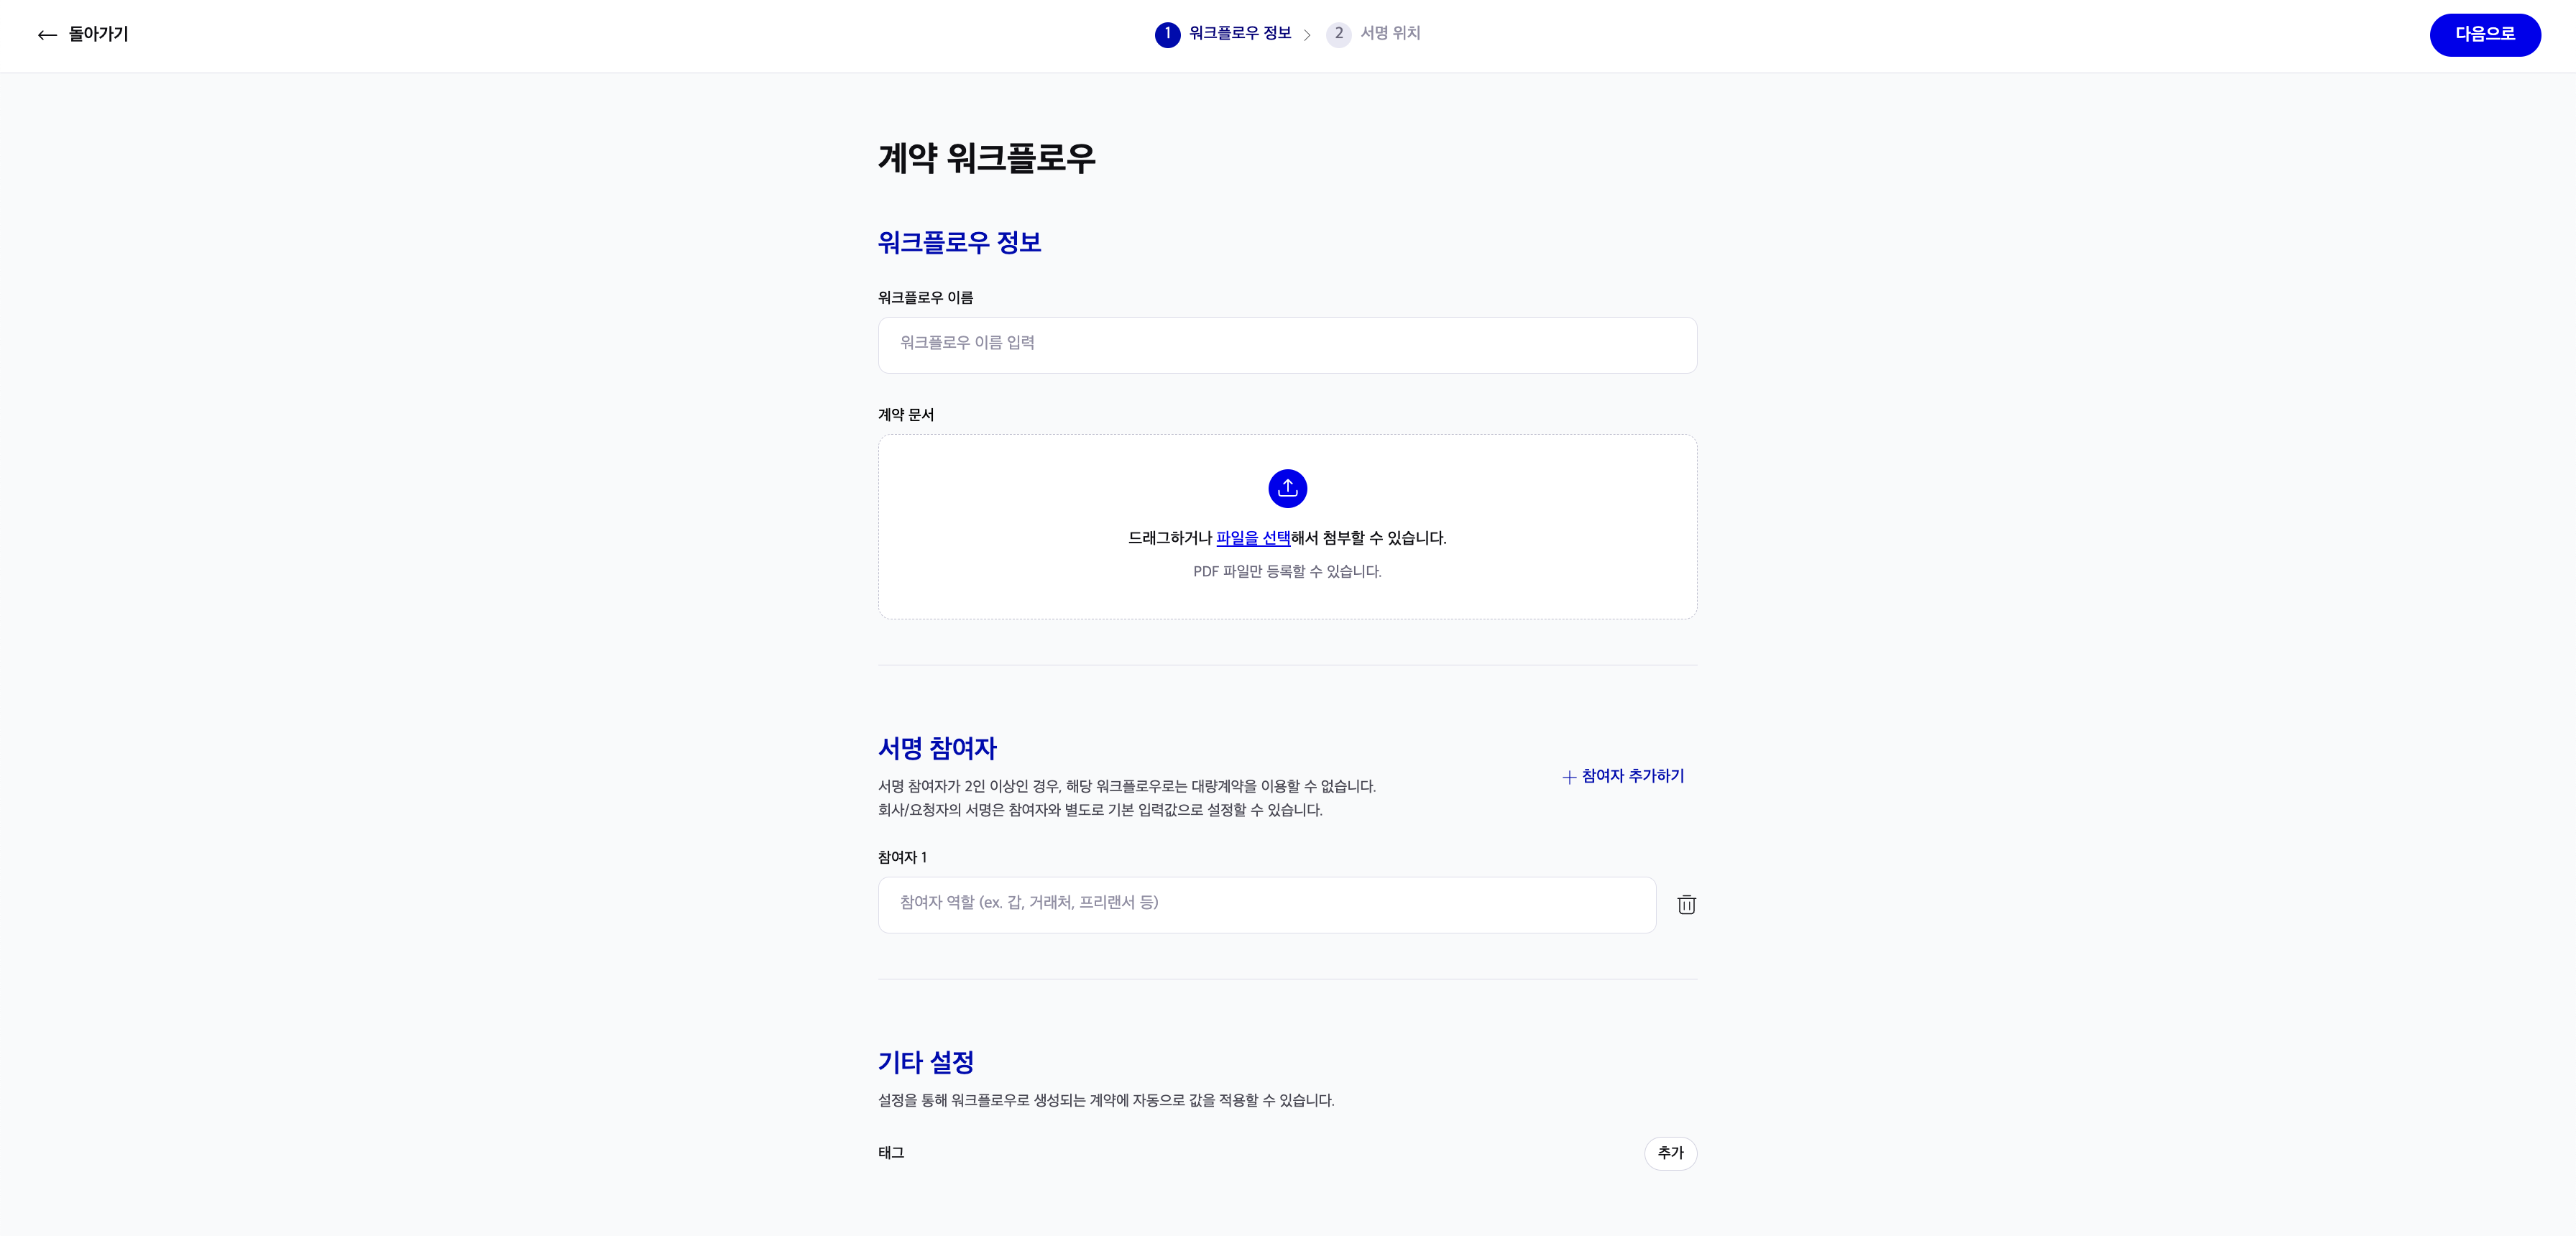 돌아가기
1 워크플로우 정보
2 서명 위치
다음으로
계약 워크플로우
워크플로우 정보
워크플로우 이름
워크플로우 이름 입력
계약 문서
드래그하거나 파일을 선택해서 첨부할 수 있습니다.
PDF 파일만 등록할 수 있습니다.
서명 참여자
서명 참여자가 2인 이상인 경우, 해당 워크플로우로는 대량계약을 이용할 수 없습니다.
회사/요청자의 서명은 참여자와 별도로 기본 입력값으로 설정할 수 있습니다.
참여자 추가하기
참여자 1
참여자 역할 (ex. 갑, 거래처, 프리랜서 등)
기타 설정
설정을 통해 워크플로우로 생성되는 계약에 자동으로 값을 적용할 수 있습니다.
태그
추가